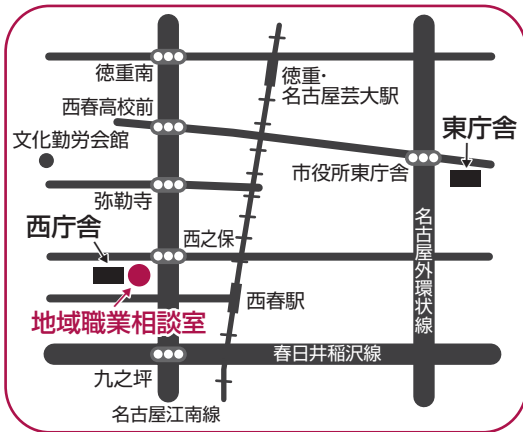 徳重南
徳重・
名古屋芸大駅
西春高校前
東庁舎
文化勤労会館
市役所東庁舎
弥勒寺
西庁舎
西之保
名古屋外環状線
西春駅
地域職業相談室
春日井稲沢線
九之坪
名古屋江南線